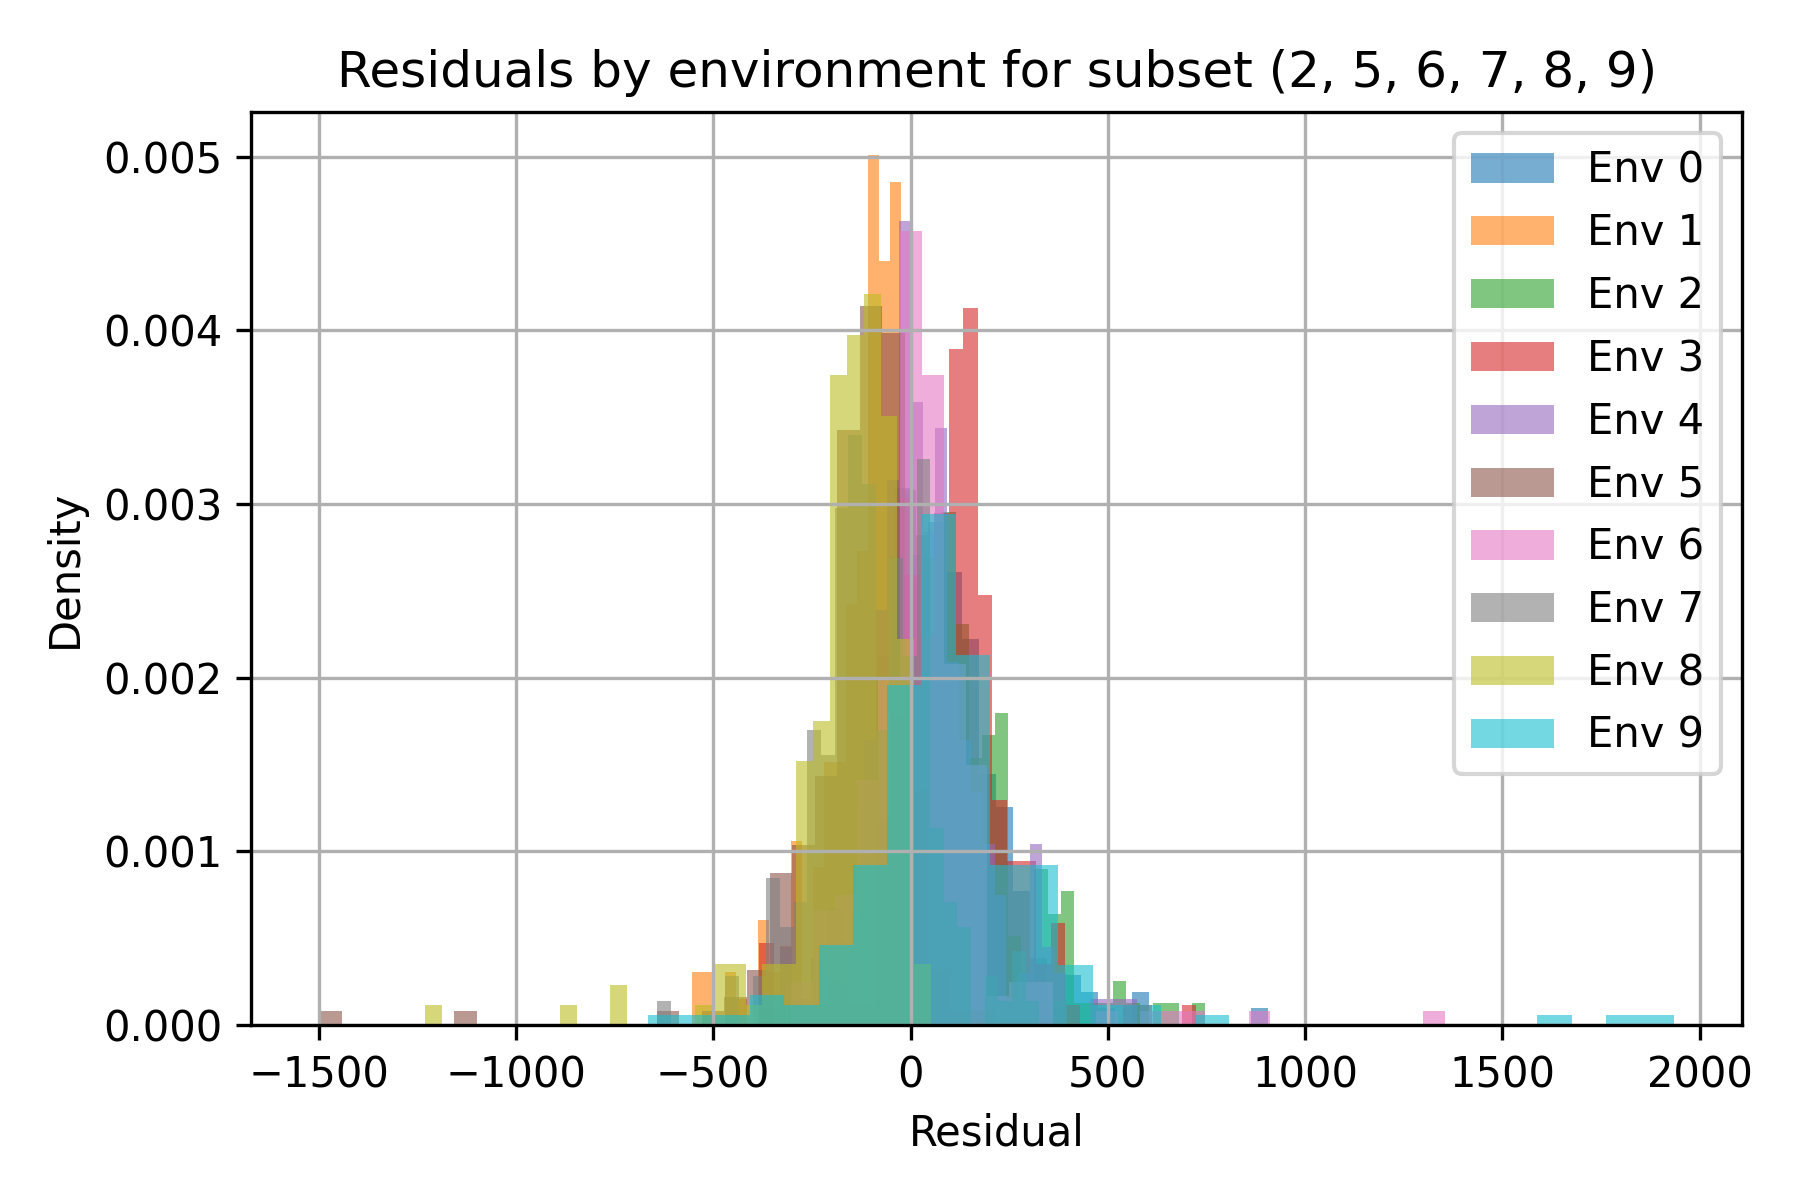 Residuals by environment for subset (2, 5, 6, 7, 8, 9)
0.005
0.004
0.003
0.002
0.001
0.000
Density
−1500
−1000
−500
0
500
1000
1500
2000
Residual
Env 0
Env 1
Env 2
Env 3
Env 4
Env 5
Env 6
Env 7
Env 8
Env 9